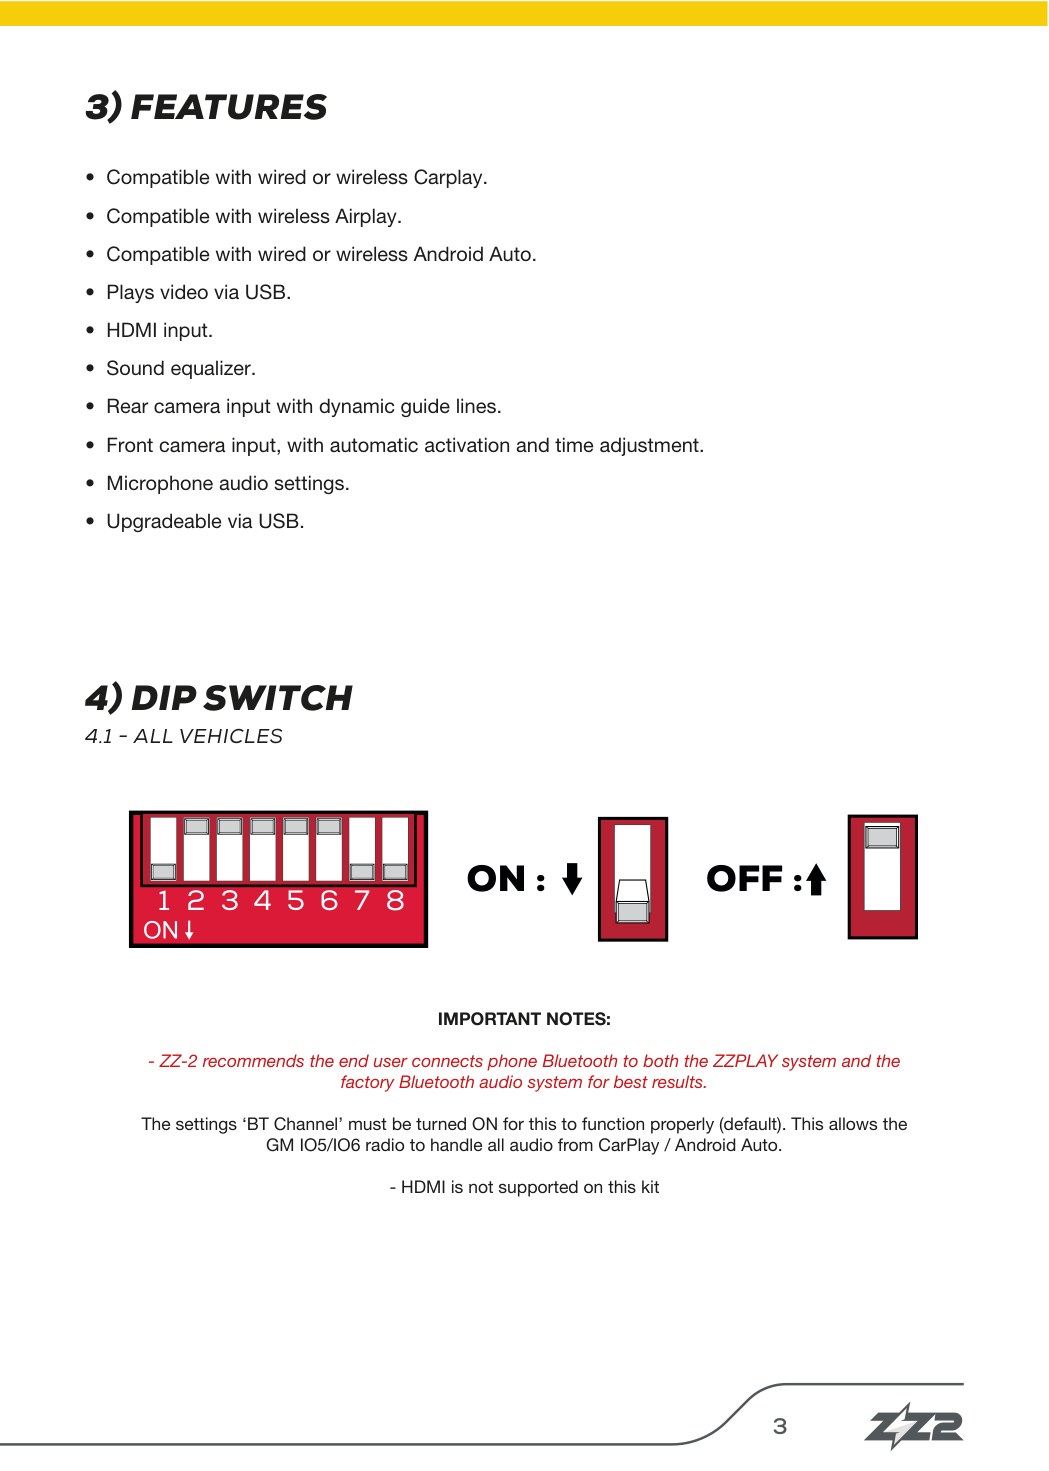 3) FEATURES
• Compatible with wired or wireless Carplay.
• Compatible with wireless Airplay.
• Compatible with wired or wireless Android Auto.
• Plays video via USB.
• HDMI input.
• Sound equalizer.
• Rear camera input with dynamic guide lines.
• Front camera input, with automatic activation and time adjustment.
• Microphone audio settings.
• Upgradeable via USB.
4) DIP SWITCH
4.1 - ALL VEHICLES
1 2 3 4 5 6 7 8
ON ↓
ON : ↓
OFF : ↑
IMPORTANT NOTES:
- ZZ-2 recommends the end user connects phone Bluetooth to both the ZZPLAY system and the
factory Bluetooth audio system for best results.
The settings ‘BT Channel’ must be turned ON for this to function properly (default). This allows the
GM IO5/IO6 radio to handle all audio from CarPlay / Android Auto.
- HDMI is not supported on this kit
3
ZZ2